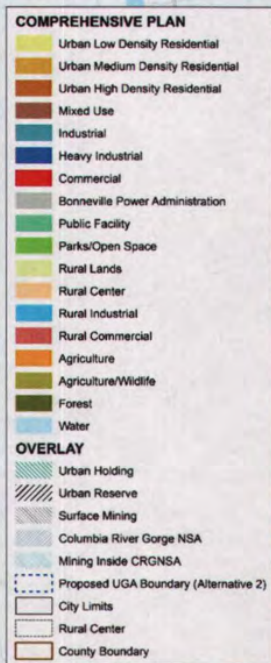 COMPREHENSIVE PLAN
Urban Low Density Residential
Urban Medium Density Residential
Urban High Density Residential
Mixed Use
Industrial
Heavy Industrial
Commercial
Bonneville Power Administration
Public Facility
Parks/Open Space
Rural Lands
Rural Center
Rural Industrial
Rural Commercial
Agriculture
Agriculture/Wildlife
Forest
Water
OVERLAY
Urban Holding
Urban Reserve
Surface Mining
Columbia River Gorge NSA
Mining Inside CRGNSA
Proposed UGA Boundary (Alternative 2)
City Limits
Rural Center
County Boundary